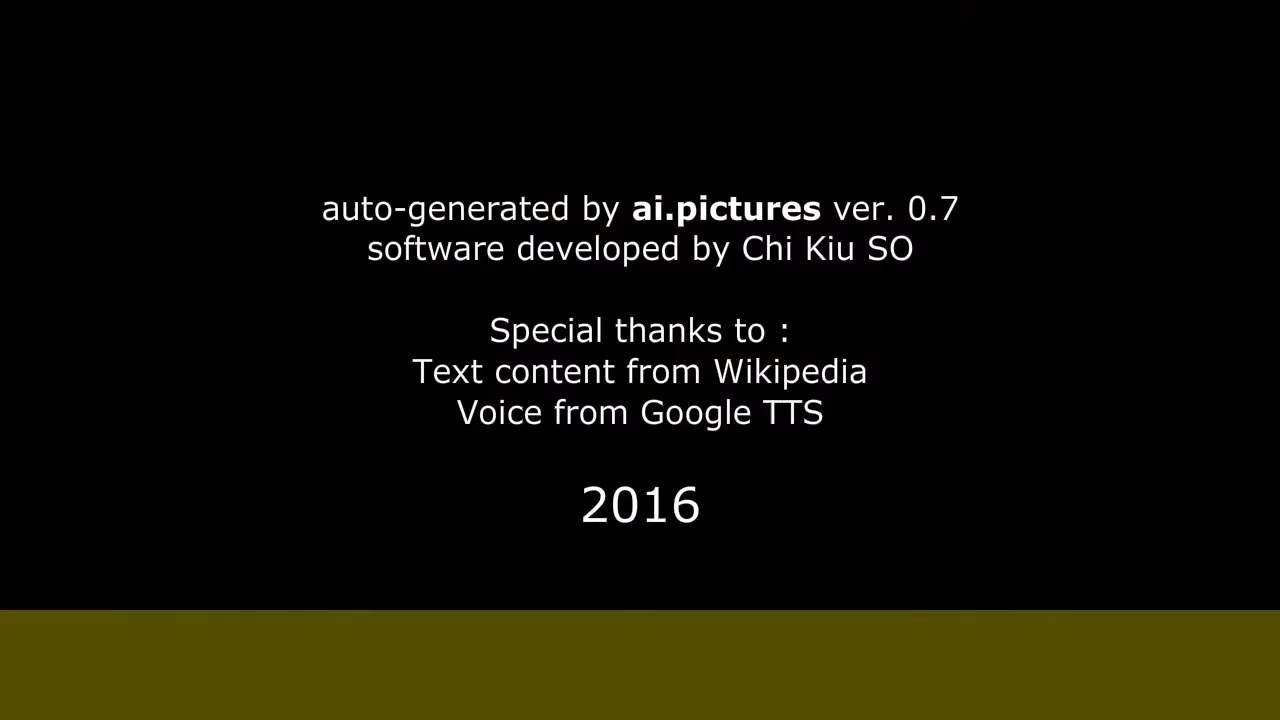 auto-generated by ai.pictures ver. 0.7
software developed by Chi Kiu SO
Special thanks to :
Text content from Wikipedia
Voice from Google TTS
2016